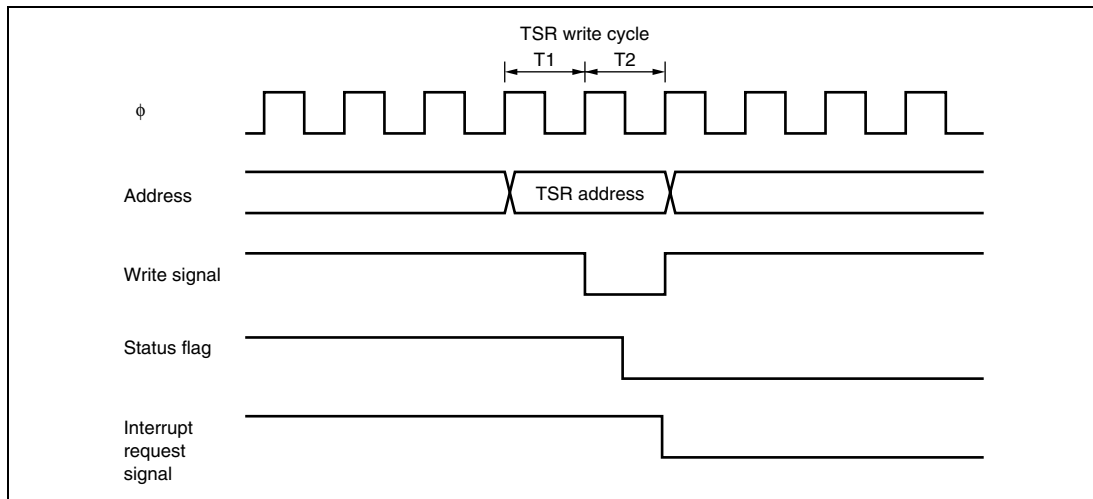 TSR write cycle
T1 T2
ϕ
Address
TSR address
Write signal
Status flag
Interrupt
request
signal